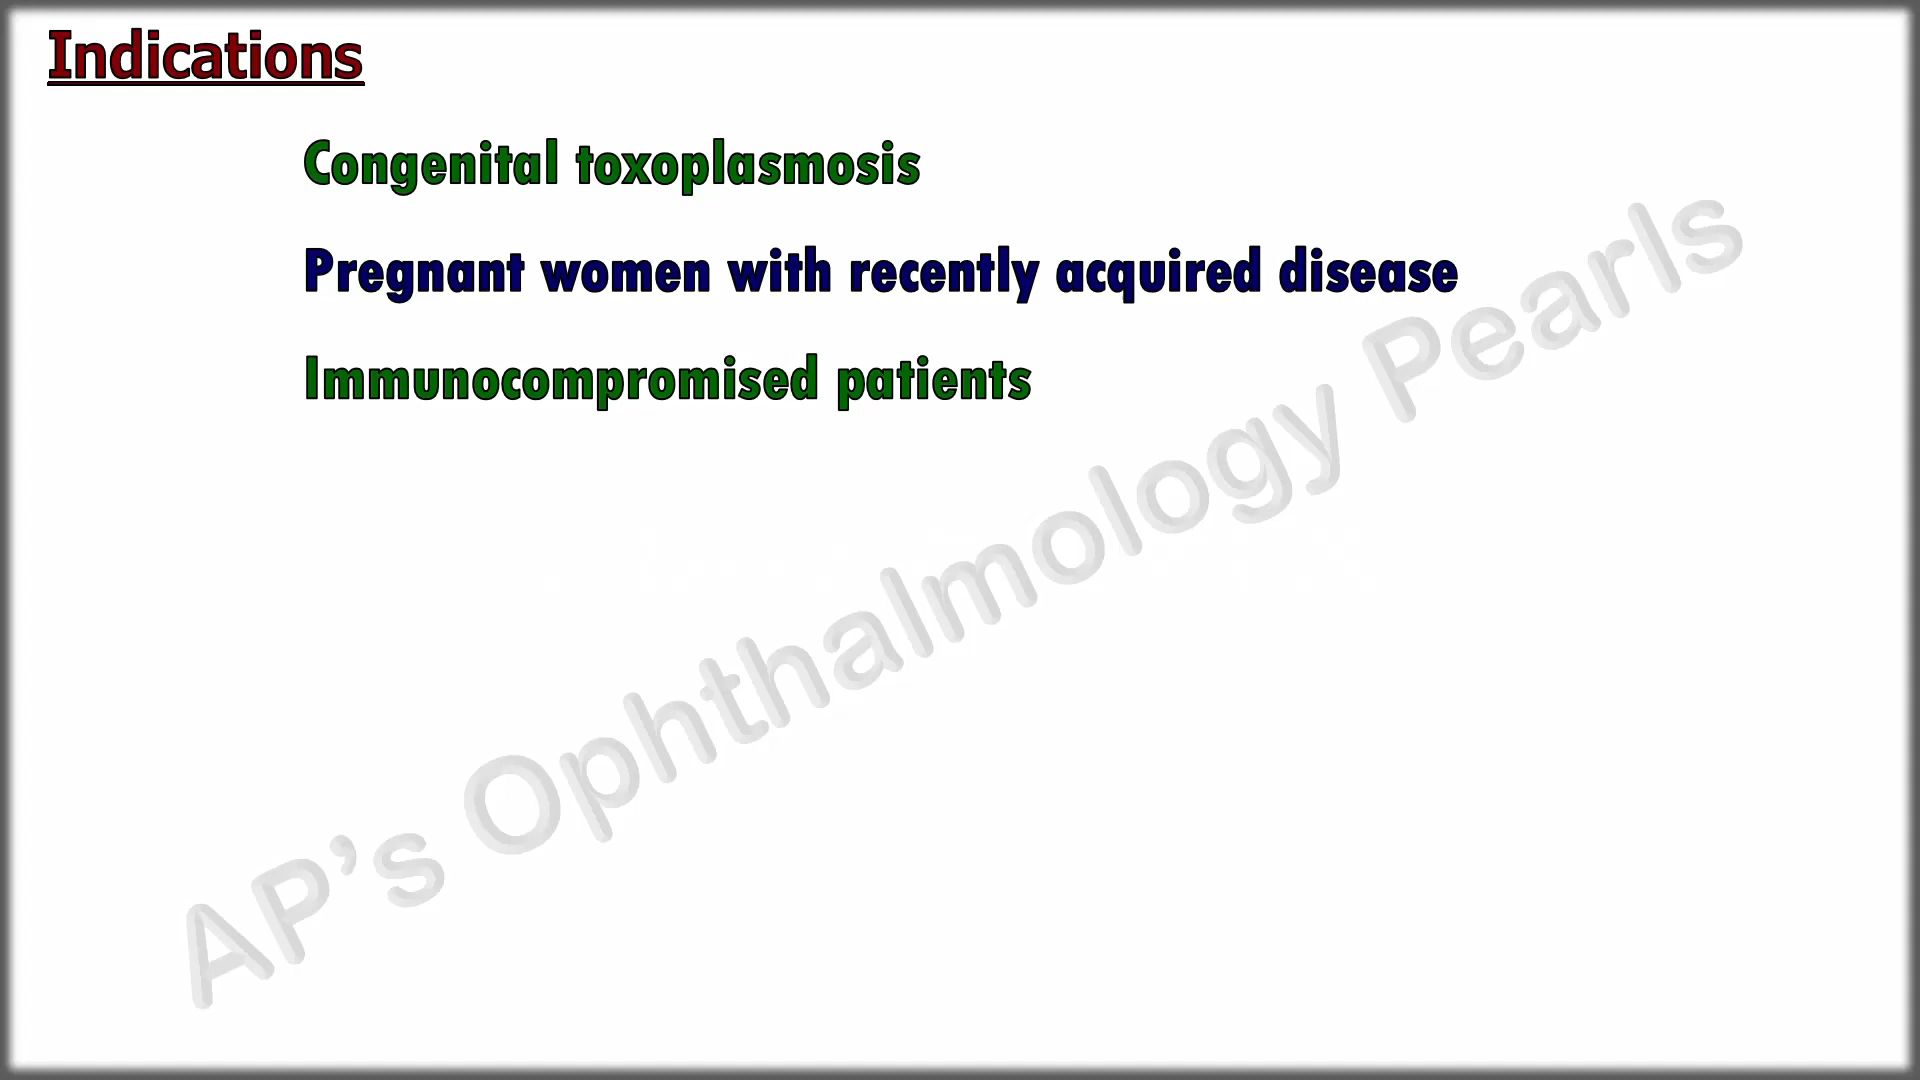 Indications
Congenital toxoplasmosis
Pregnant women with recently acquired disease
Immunocompromised patients
AP’s Ophthalmology Pearls